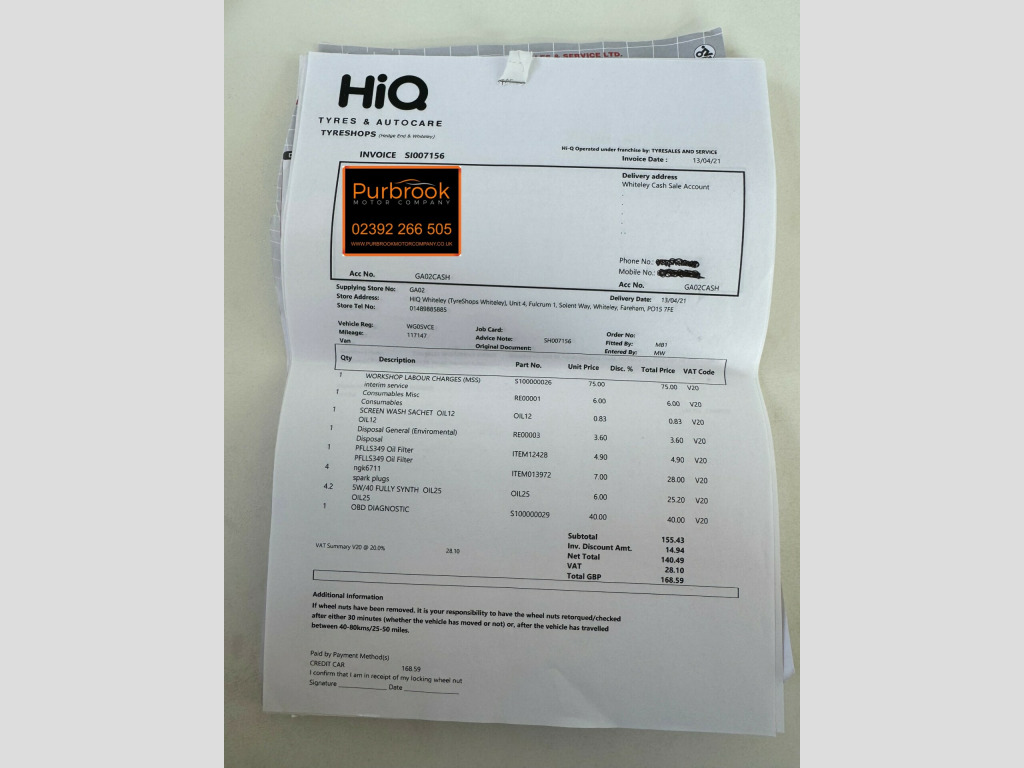 & SERVICE LTD.
HiQ
TYRES & AUTOCARE
TYRESHOPS (Hedge End & Whiteley)
Hi-Q Operated under franchise by: TYRESALES AND SERVICE
INVOICE SI007156
Invoice Date : 13/04/21
Purbrook
MOTOR COMPANY
02392 266 505
WWW.PURBROOKMOTORCOMPANY.CO.UK
Delivery address
Whiteley Cash Sale Account
Phone No.:
Mobile No.:
Acc No. GA02CASH
Acc No. GA02CASH
Supplying Store No: GA02
Delivery Date: 13/04/21
Store Address: HiQ Whiteley (TyreShops Whiteley), Unit 4, Fulcrum 1, Solent Way, Whiteley, Fareham, PO15 7FE
Store Tel No: 01489885885
Vehicle Reg: WG05VCE Job Card: Order No:
Mileage: 117147 Advice Note: SH007156 Fitted By: MB1
Van Original Document: Entered By: MW
Qty Description Part No. Unit Price Disc. % Total Price VAT Code
1 WORKSHOP LABOUR CHARGES (MSS) S100000026 75.00 75.00 V20
interim service
1 Consumables Misc RE00001 6.00 6.00 V20
Consumables
1 SCREEN WASH SACHET OIL12 OIL12 0.83 0.83 V20
OIL12
1 Disposal General (Enviromental) RE00003 3.60 3.60 V20
Disposal
1 PFLLS349 Oil Filter ITEM12428 4.90 4.90 V20
PFLLS349 Oil Filter
4 ngk6711 ITEM013972 7.00 28.00 V20
spark plugs
4.2 5W/40 FULLY SYNTH OIL25 OIL25 6.00 25.20 V20
OIL25
1 OBD DIAGNOSTIC S100000029 40.00 40.00 V20
Subtotal 155.43
Inv. Discount Amt. 14.94
VAT Summary V20 @ 20.0% 28.10
Net Total 140.49
VAT 28.10
Total GBP 168.59
Additional Information
If wheel nuts have been removed, it is your responsibility to have the wheel nuts retorqued/checked
after either 30 minutes (whether the vehicle has moved or not) or, after the vehicle has travelled
between 40-80kms/25-50 miles.
Paid by Payment Method(s)
CREDIT CAR 168.59
I confirm that I am in receipt of my locking wheel nut
Signature ______________ Date ________________